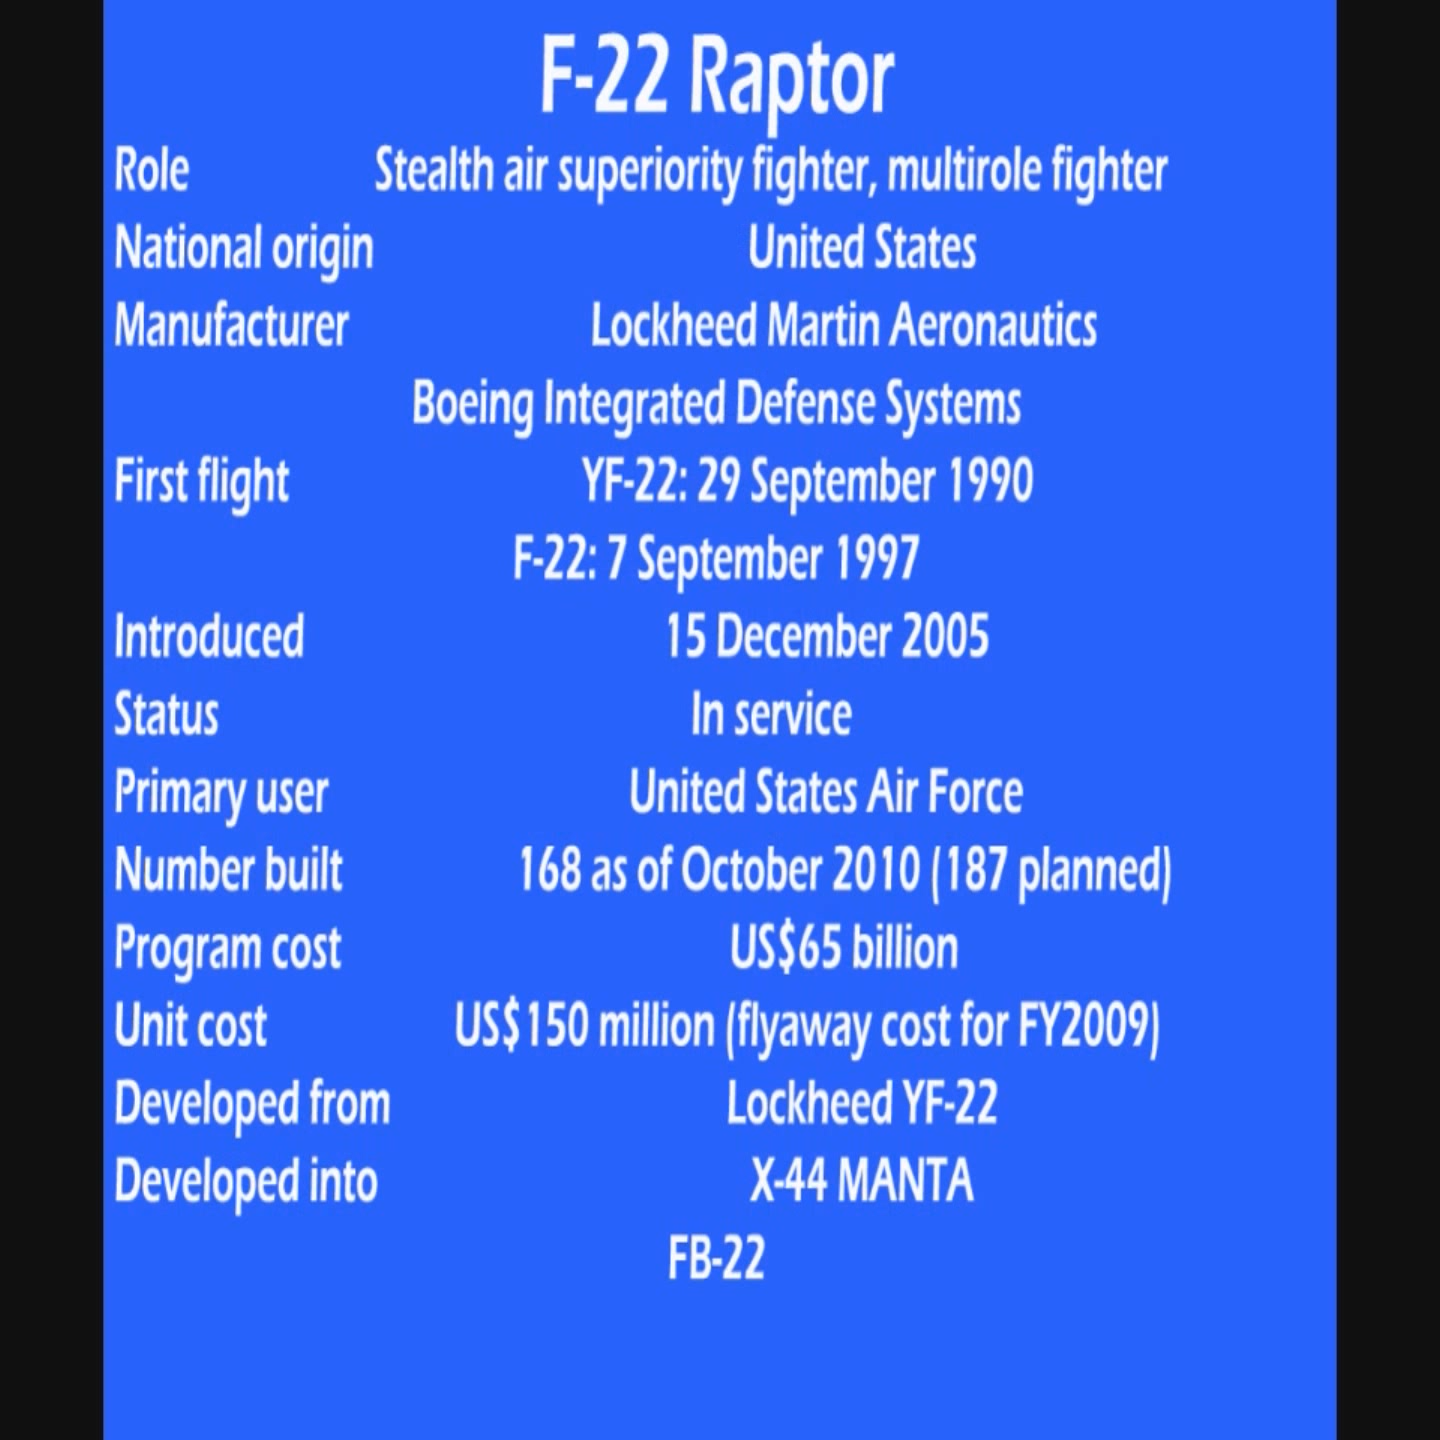 F-22 Raptor
Role Stealth air superiority fighter, multirole fighter
National origin United States
Manufacturer Lockheed Martin Aeronautics
Boeing Integrated Defense Systems
First flight YF-22: 29 September 1990
F-22: 7 September 1997
Introduced 15 December 2005
Status In service
Primary user United States Air Force
Number built 168 as of October 2010 (187 planned)
Program cost US$65 billion
Unit cost US$150 million (flyaway cost for FY2009)
Developed from Lockheed YF-22
Developed into X-44 MANTA
FB-22